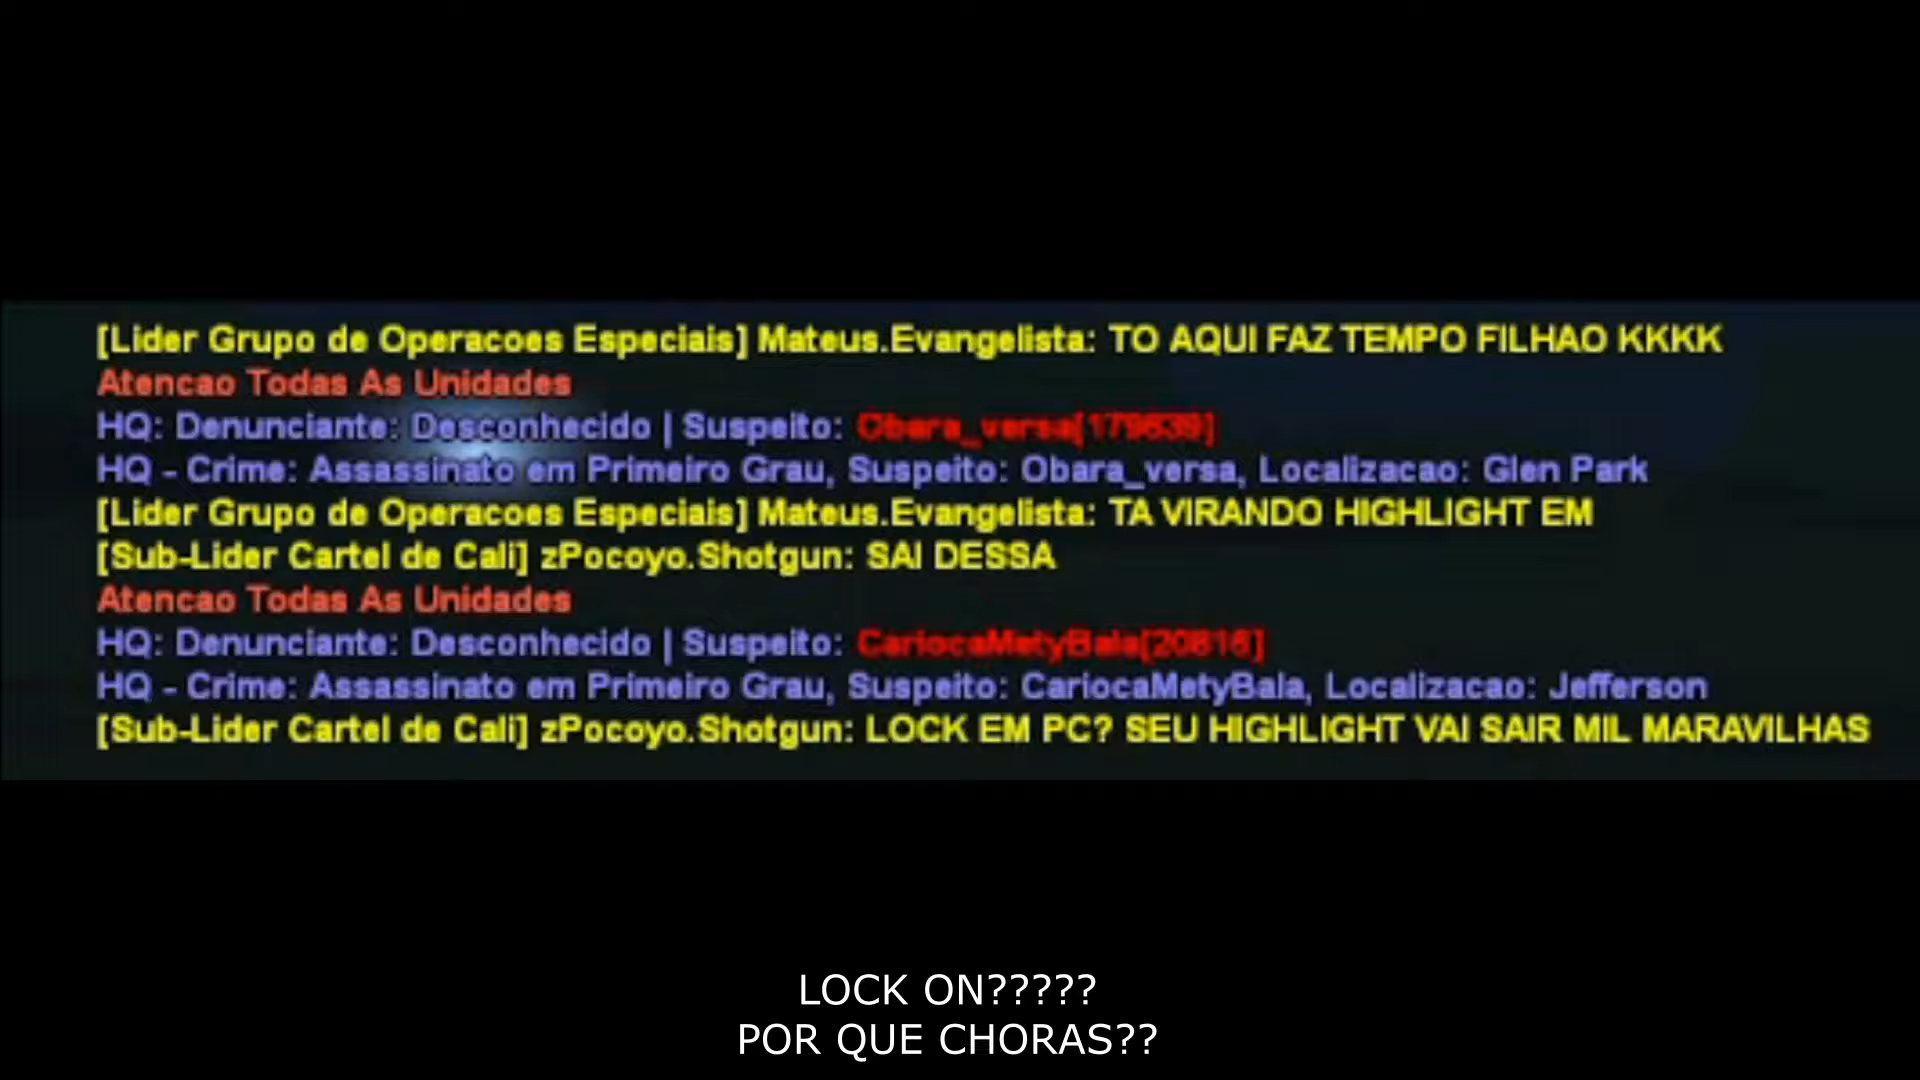 [Lider Grupo de Operacoes Especiais] Mateus.Evangelista: TO AQUI FAZ TEMPO FILHAO KKKK
Atencao Todas As Unidades
HQ: Denunciante: Desconhecido | Suspeito: Obara_versa[179639]
HQ - Crime: Assassinato em Primeiro Grau, Suspeito: Obara_versa, Localizacao: Glen Park
[Lider Grupo de Operacoes Especiais] Mateus.Evangelista: TA VIRANDO HIGHLIGHT EM
[Sub-Lider Cartel de Cali] zPocoyo.Shotgun: SAI DESSA
Atencao Todas As Unidades
HQ: Denunciante: Desconhecido | Suspeito: CariocaMetyBala[20816]
HQ - Crime: Assassinato em Primeiro Grau, Suspeito: CariocaMetyBala, Localizacao: Jefferson
[Sub-Lider Cartel de Cali] zPocoyo.Shotgun: LOCK EM PC? SEU HIGHLIGHT VAI SAIR MIL MARAVILHAS
LOCK ON?????
POR QUE CHORAS??